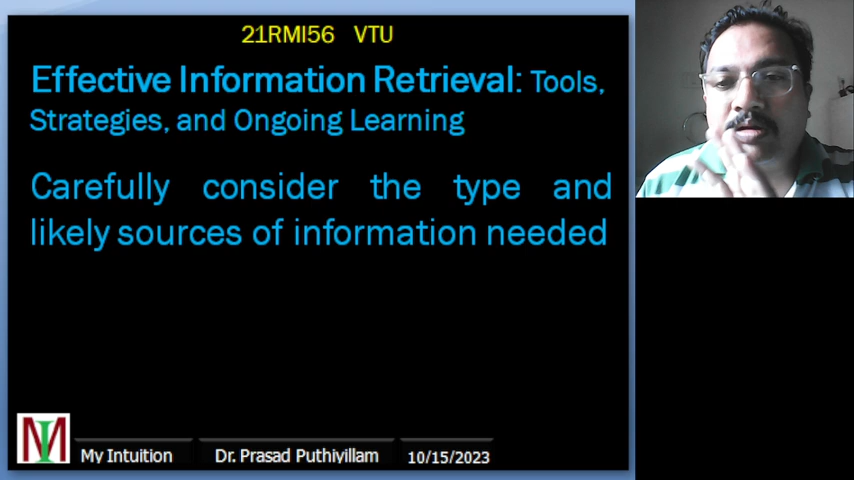 21RMI56 VTU
Effective Information Retrieval: Tools,
Strategies, and Ongoing Learning
Carefully consider the type and
likely sources of information needed
MI
My Intuition
Dr. Prasad Puthiyillam
10/15/2023